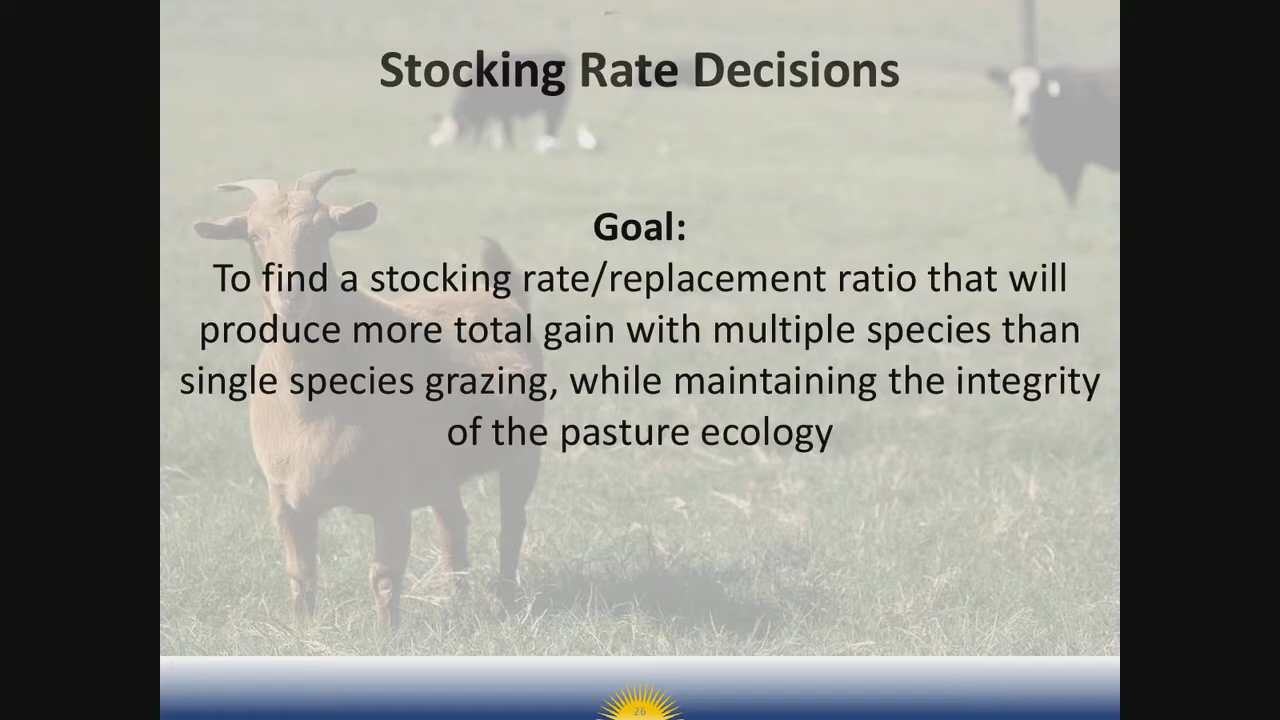 Stocking Rate Decisions
Goal:
To find a stocking rate/replacement ratio that will
produce more total gain with multiple species than
single species grazing, while maintaining the integrity
of the pasture ecology
26